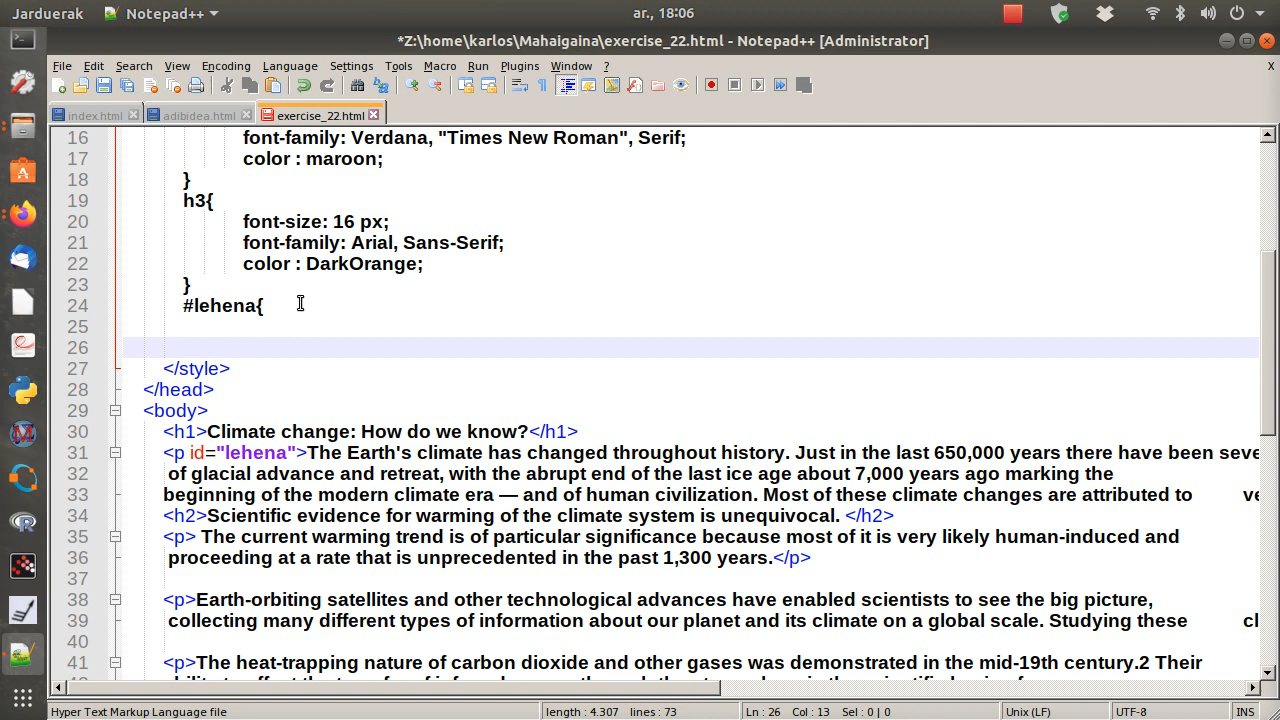 Jarduerak Notepad++ ar., 18:06
*Z:\home\karlos\Mahaigaina\exercise_22.html - Notepad++ [Administrator]
File Edit Search View Encoding Language Settings Tools Macro Run Plugins Window ? X
index.html adibidea.html exercise_22.html
16 font-family: Verdana, "Times New Roman", Serif;
17 color : maroon;
18 }
19 h3{
20 font-size: 16 px;
21 font-family: Arial, Sans-Serif;
22 color : DarkOrange;
23 }
24 #lehena{
25
26
27 </style>
28 </head>
29 <body>
30 <h1>Climate change: How do we know?</h1>
31 <p id="lehena">The Earth's climate has changed throughout history. Just in the last 650,000 years there have been seve
32 of glacial advance and retreat, with the abrupt end of the last ice age about 7,000 years ago marking the
33 beginning of the modern climate era — and of human civilization. Most of these climate changes are attributed to ve
34 <h2>Scientific evidence for warming of the climate system is unequivocal. </h2>
35 <p> The current warming trend is of particular significance because most of it is very likely human-induced and
36 proceeding at a rate that is unprecedented in the past 1,300 years.</p>
37
38 <p>Earth-orbiting satellites and other technological advances have enabled scientists to see the big picture,
39 collecting many different types of information about our planet and its climate on a global scale. Studying these cl
40
41 <p>The heat-trapping nature of carbon dioxide and other gases was demonstrated in the mid-19th century.2 Their
Hyper Text Markup Language file length : 4.307 lines : 73 Ln : 26 Col : 13 Sel : 0 | 0 Unix (LF) UTF-8 INS